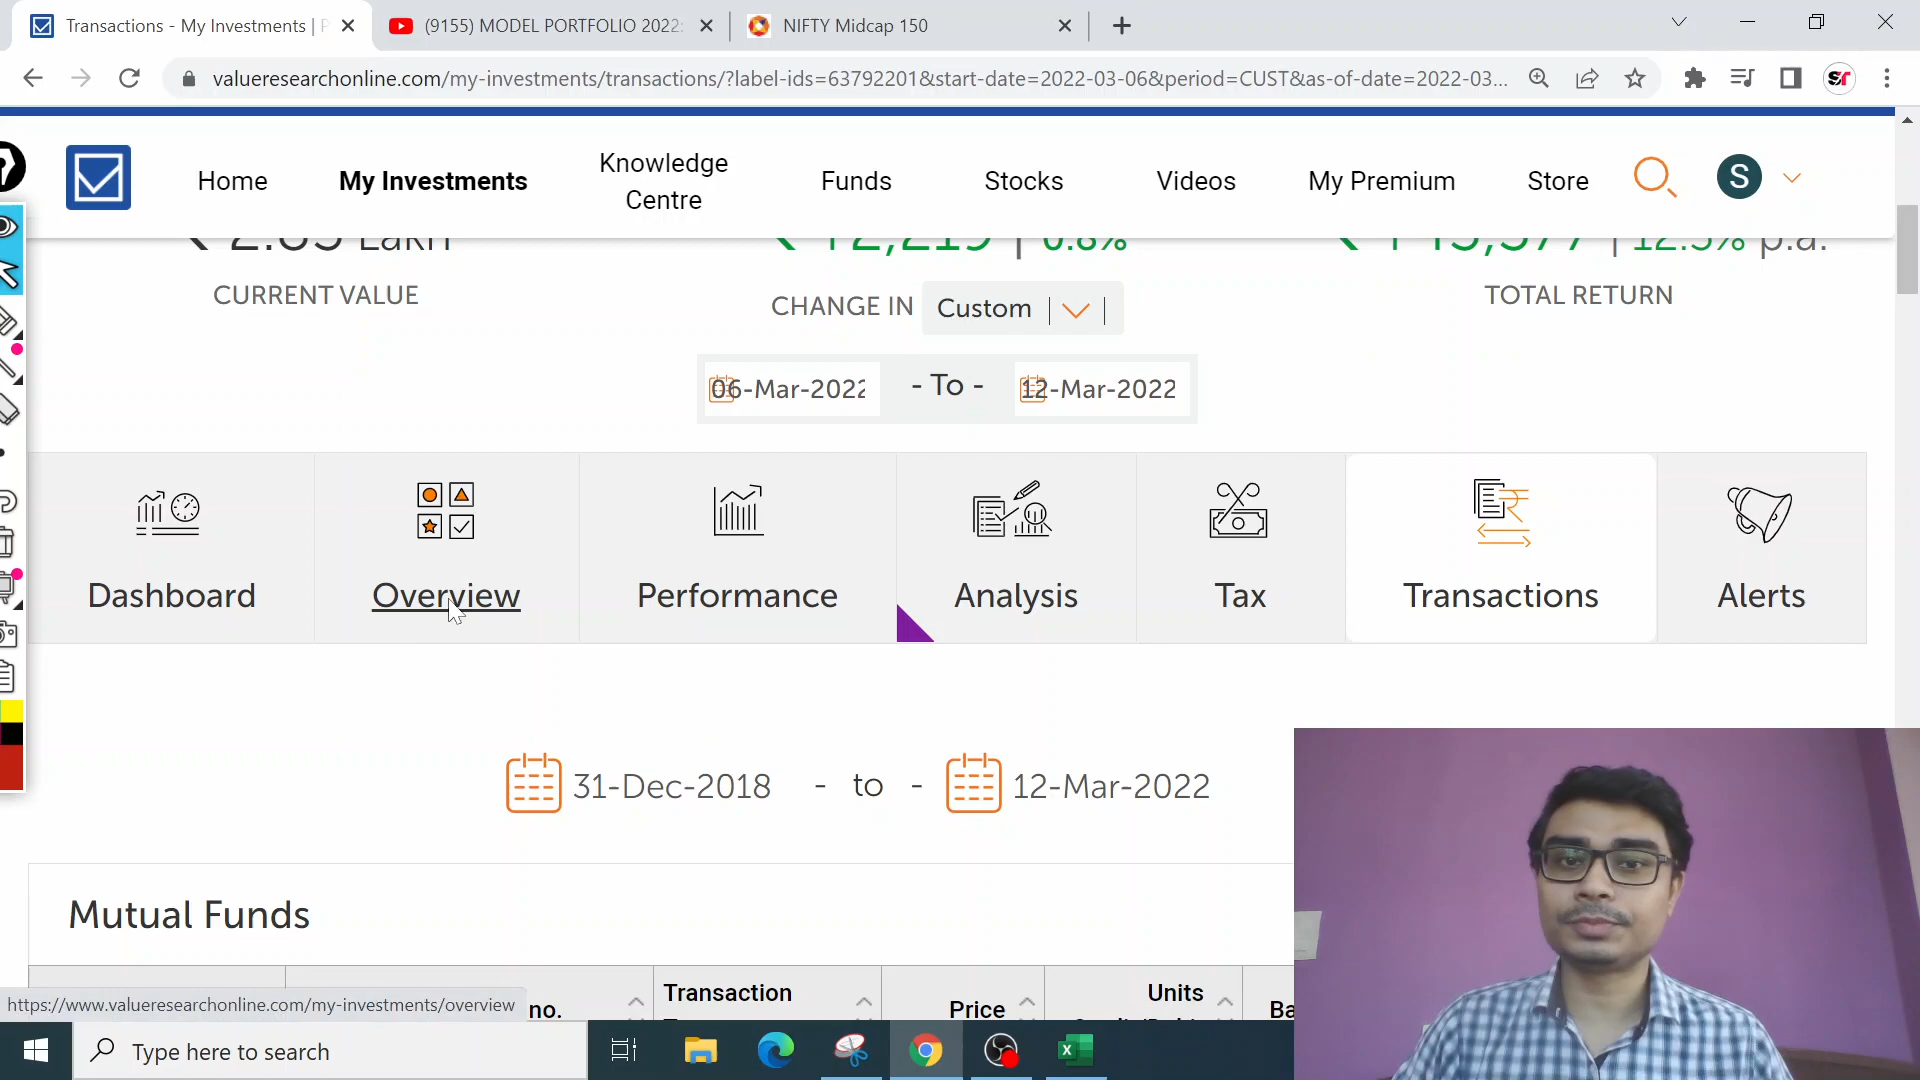 Transactions - My Investments | P
(9155) MODEL PORTFOLIO 2022:
NIFTY Midcap 150
valueresearchonline.com/my-investments/transactions/?label-ids=63792201&start-date=2022-03-06&period=CUST&as-of-date=2022-03...
Home
My Investments
Knowledge
Centre
Funds
Stocks
Videos
My Premium
Store
S
CURRENT VALUE
CHANGE IN
Custom
TOTAL RETURN
06-Mar-2022
- To -
12-Mar-2022
Dashboard
Overview
Performance
Analysis
Tax
Transactions
Alerts
31-Dec-2018 - to - 12-Mar-2022
Mutual Funds
no.
Transaction
Price
Units
Ba
https://www.valueresearchonline.com/my-investments/overview
Type here to search